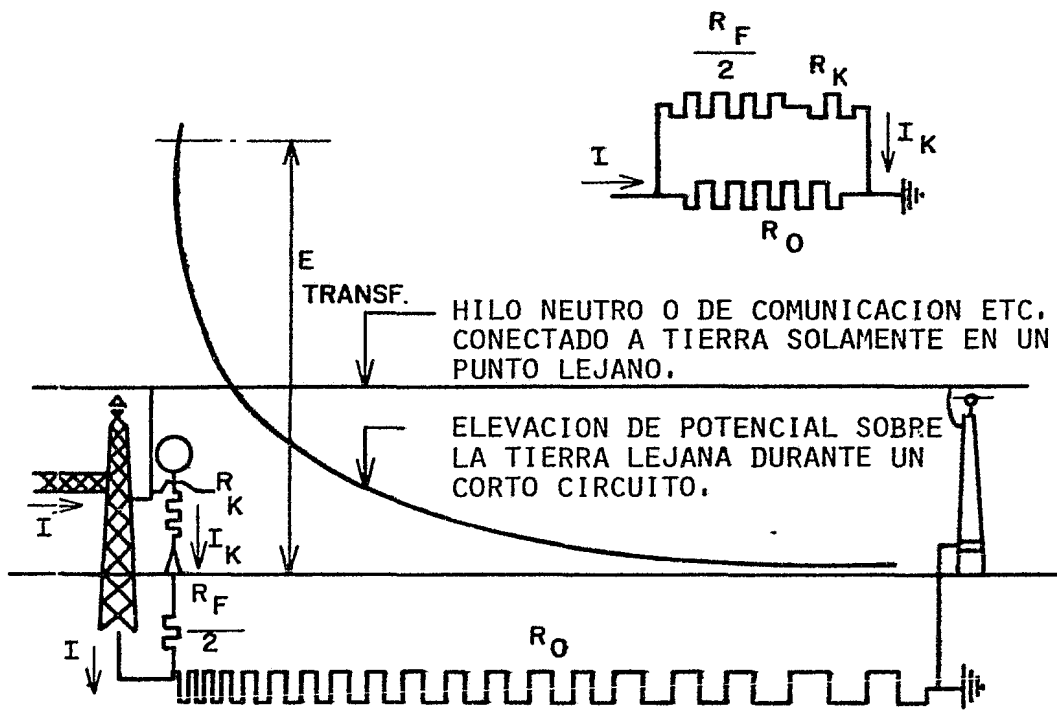 R F
2
R K
I
I K
R O
E
TRANSF.
HILO NEUTRO O DE COMUNICACION ETC.
CONECTADO A TIERRA SOLAMENTE EN UN
PUNTO LEJANO.
ELEVACION DE POTENCIAL SOBRE
LA TIERRA LEJANA DURANTE UN
CORTO CIRCUITO.
R K
I
I K
R F
2
I
R O